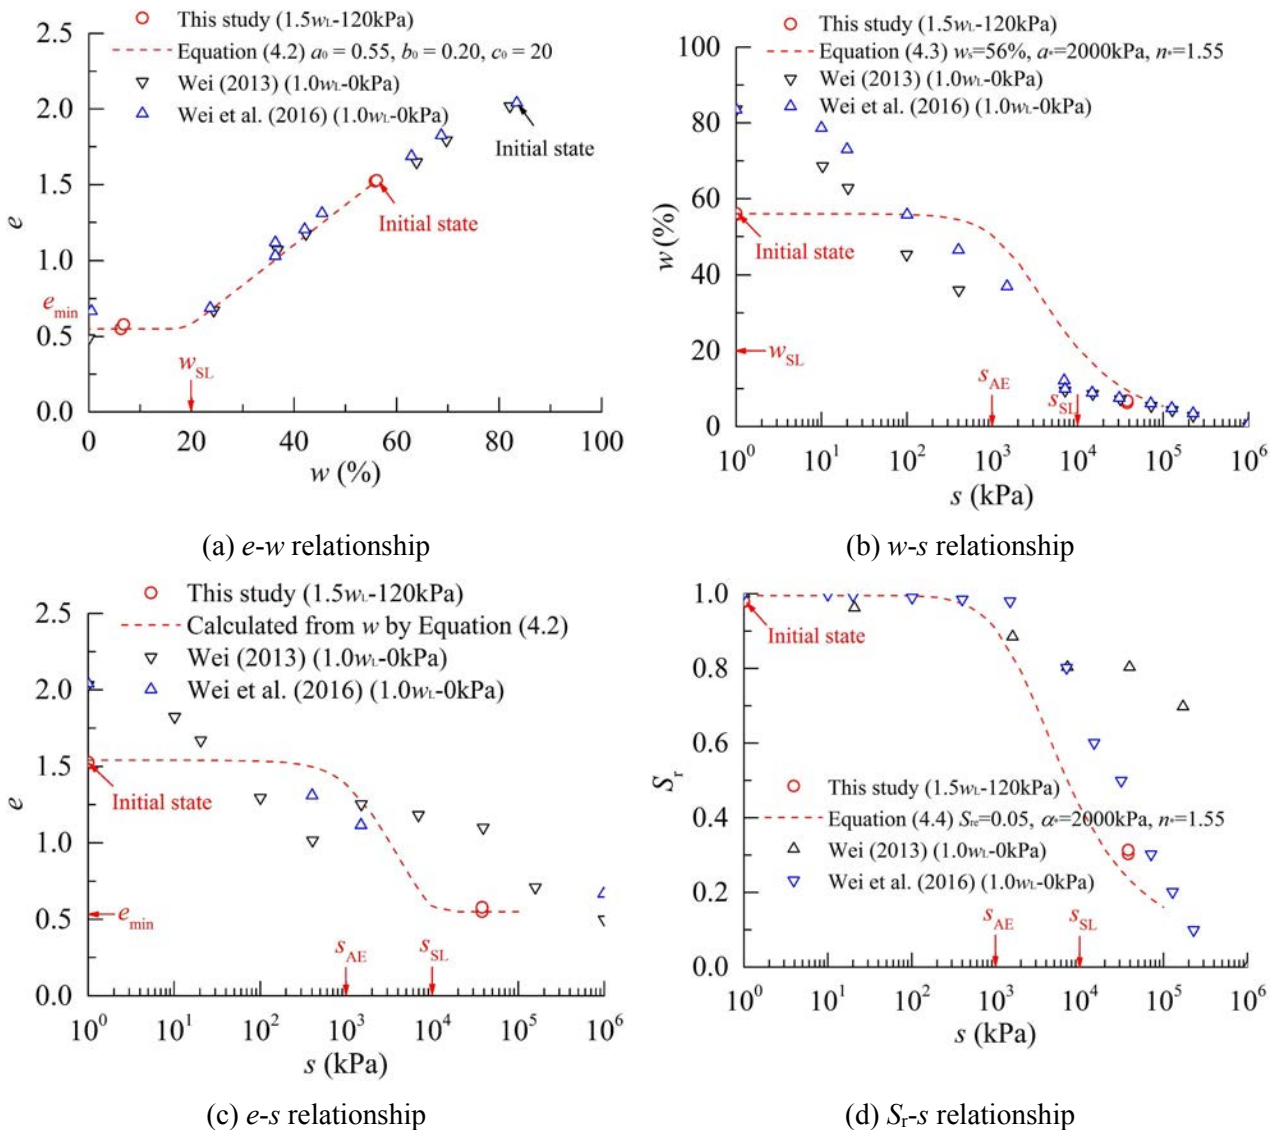 This study (1.5wL-120kPa)
Equation (4.2) a0 = 0.55, b0 = 0.20, c0 = 20
Wei (2013) (1.0wL-0kPa)
Wei et al. (2016) (1.0wL-0kPa)
2.5
2.0
1.5
1.0
0.5
0.0
e
emin
wSL
Initial state
Initial state
0 20 40 60 80 100
w (%)
(a) e-w relationship
This study (1.5wL-120kPa)
Equation (4.3) ws=56%, a*=2000kPa, n*=1.55
Wei (2013) (1.0wL-0kPa)
Wei et al. (2016) (1.0wL-0kPa)
100
80
60
40
20
0
w (%)
Initial state
wSL
sAE
sSL
10^0 10^1 10^2 10^3 10^4 10^5 10^6
s (kPa)
(b) w-s relationship
This study (1.5wL-120kPa)
Calculated from w by Equation (4.2)
Wei (2013) (1.0wL-0kPa)
Wei et al. (2016) (1.0wL-0kPa)
2.5
2.0
1.5
1.0
0.5
0.0
e
Initial state
emin
sAE
sSL
10^0 10^1 10^2 10^3 10^4 10^5 10^6
s (kPa)
(c) e-s relationship
1.0
0.8
0.6
0.4
0.2
0.0
Sr
Initial state
This study (1.5wL-120kPa)
Equation (4.4) Sre=0.05, α*=2000kPa, n*=1.55
Wei (2013) (1.0wL-0kPa)
Wei et al. (2016) (1.0wL-0kPa)
sAE
sSL
10^0 10^1 10^2 10^3 10^4 10^5 10^6
s (kPa)
(d) Sr-s relationship